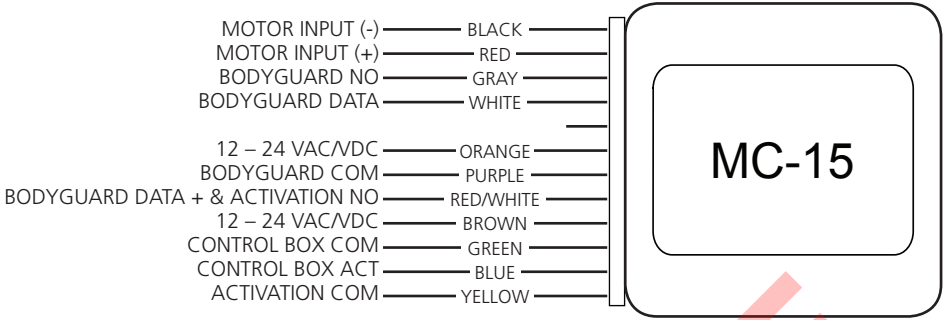 MOTOR INPUT (-) BLACK
MOTOR INPUT (+) RED
BODYGUARD NO GRAY
BODYGUARD DATA WHITE
12 – 24 VAC/VDC ORANGE
BODYGUARD COM PURPLE
BODYGUARD DATA + & ACTIVATION NO RED/WHITE
12 – 24 VAC/VDC BROWN
CONTROL BOX COM GREEN
CONTROL BOX ACT BLUE
ACTIVATION COM YELLOW
MC-15